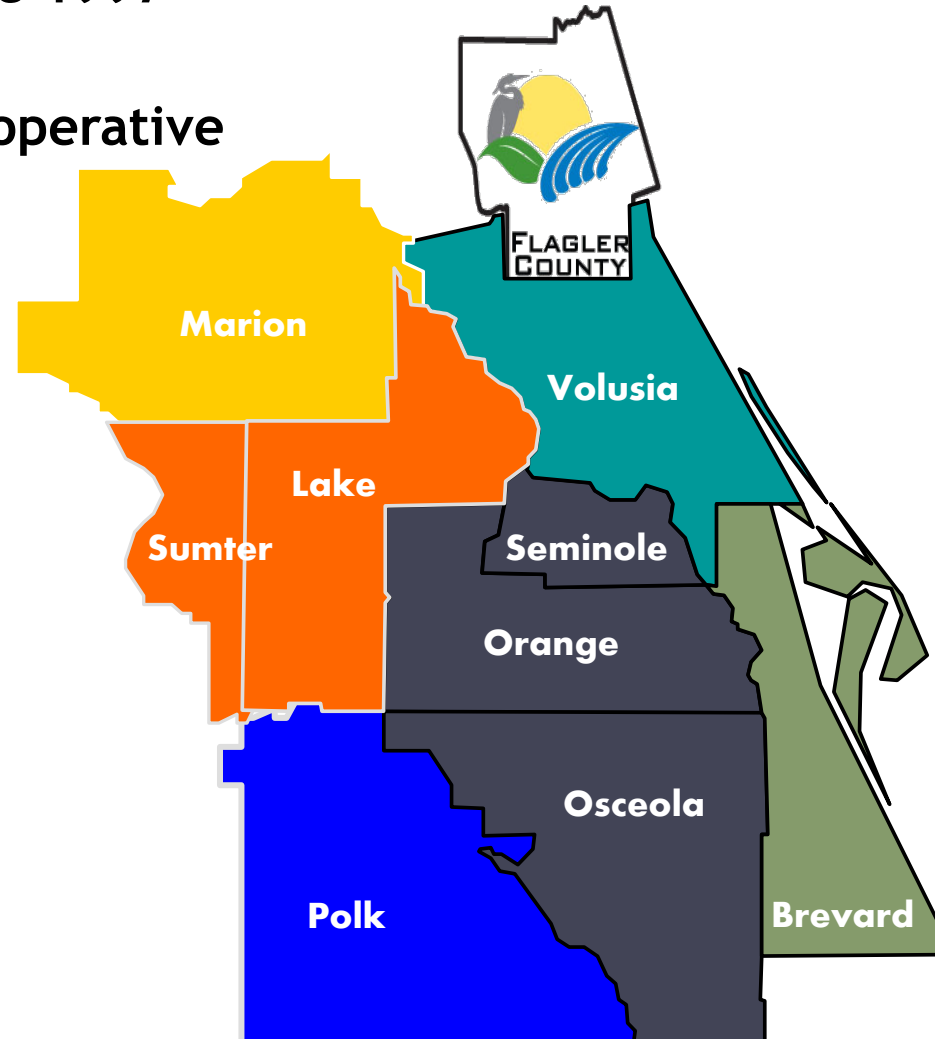 operative
FLAGLER
COUNTY
Marion
Volusia
Lake
Sumter
Seminole
Orange
Osceola
Polk
Brevard